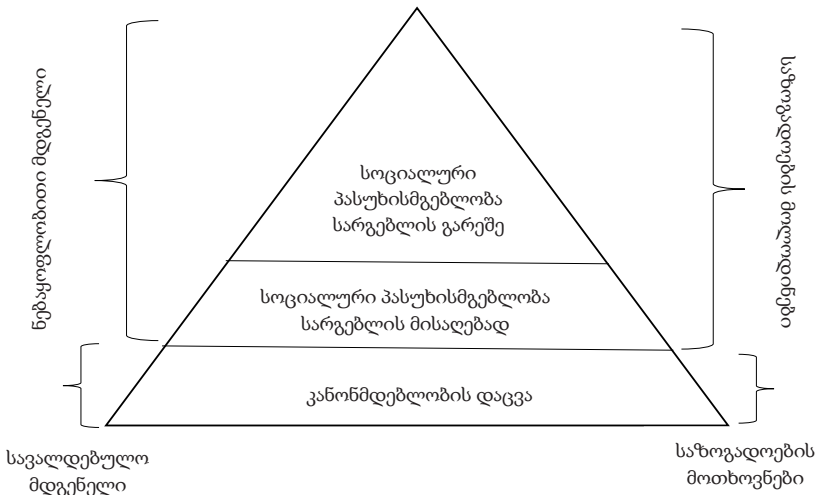 ნებაყოფლობითი მდგენელი
საზოგადოების მოლოდინები
სოციალური
პასუხისმგებლობა
სარგებლის გარეშე
სოციალური პასუხისმგებლობა
სარგებლის მისაღებად
კანონმდებლობის დაცვა
სავალდებულო
მდგენელი
საზოგადოების
მოთხოვნები